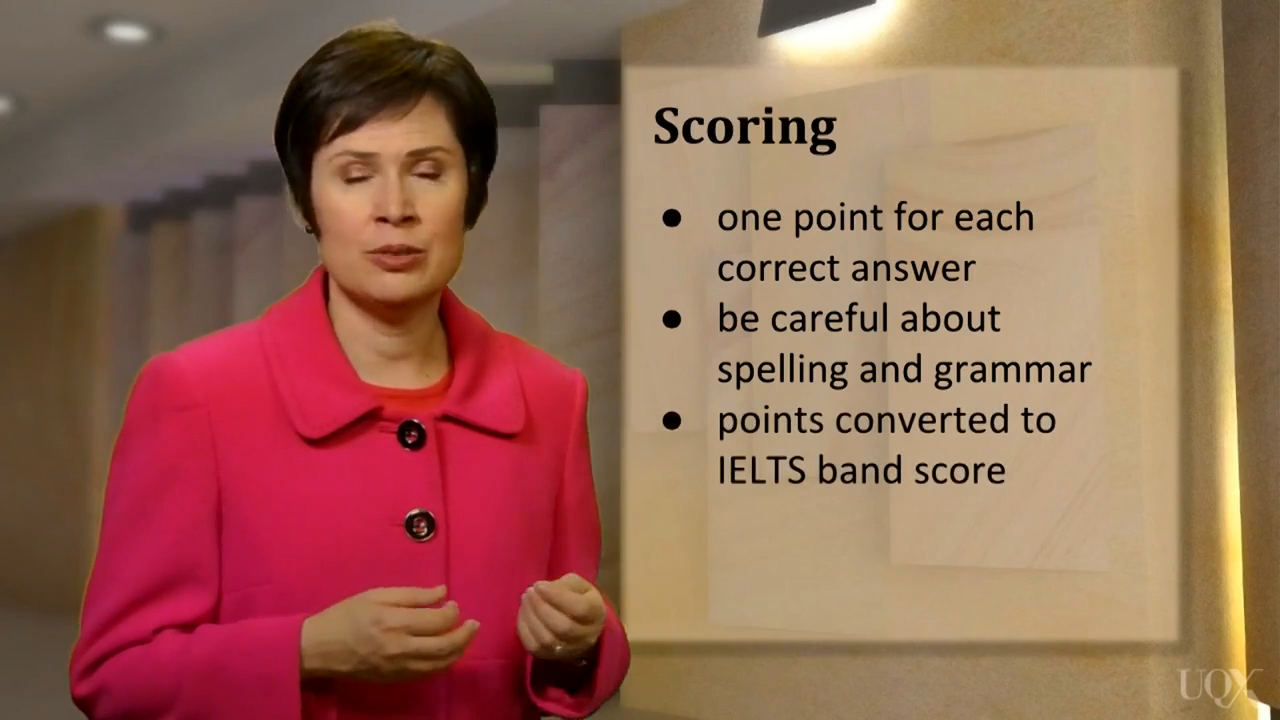 Scoring
● one point for each
correct answer
● be careful about
spelling and grammar
● points converted to
IELTS band score
UQX